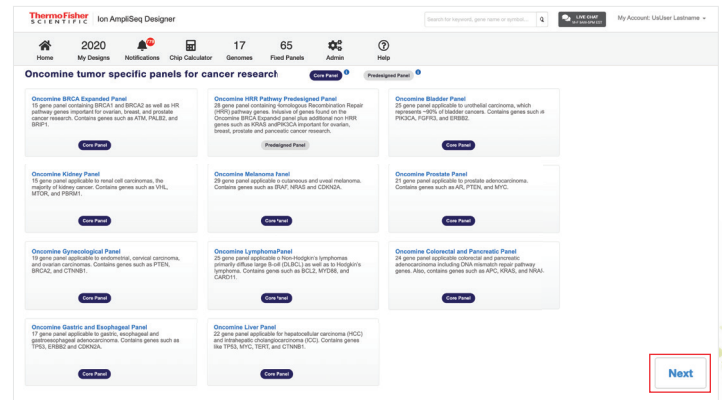 ThermoFisher
SCIENTIFIC
Ion AmpliSeq Designer
Search for keyword, gene name or symbol...
LIVE CHAT
My Account: UsUser Lastname
Home
2020
My Designs
Notifications
Chip Calculator
17
Genomes
65
Fixed Panels
Admin
Help
Oncomine tumor specific panels for cancer research
Core Panel
Predesigned Panel
Oncomine BRCA Expanded Panel
15 gene panel containing BRCA1 and BRCA2 as well as HR
pathway genes important for ovarian, breast, and prostate
cancer research. Contains genes such as ATM, PALB2, and
BRIP1.
Core Panel
Oncomine HRR Pathway Predesigned Panel
28 gene panel containing Homologous Recombination Repair
(HRR) pathway genes. Inlusive of genes found on the
Oncomine BRCA Expandd panel plus additional non HRR
genes such as KRAS andPIK3CA important for ovarian,
breast, prostate and pancreatic cancer research.
Predesigned Panel
Oncomine Bladder Panel
25 gene panel applicable to urothelial carcinoma, which
represents ~90% of bladder cancers. Contains genes such a
PIK3CA, FGFR3, and ERBB2.
Core Panel
Oncomine Kidney Panel
15 gene panel applicable to renal cell carcinomas, the
majority of kidney cancer. Contains genes such as VHL,
MTOR, and PBRM1.
Core Panel
Oncomine Melanoma Panel
29 gene panel applicable o cutaneous and uveal melanoma.
Contains genes such as BRAF, NRAS and CDKN2A.
Core Panel
Oncomine Prostate Panel
21 gene panel applicable to prostate adenocarcinoma.
Contains genes such as AR, PTEN, and MYC.
Core Panel
Oncomine Gynecological Panel
19 gene panel applicable to endometrial, cervical carcinoma,
and ovarian carcinomas. Contains genes such as PTEN,
BRCA2, and CTNNB1.
Core Panel
Oncomine LymphomaPanel
25 gene panel applicable o Non-Hodgkin's lymphomas
primarily diffuse large B-cell (DLBCL) as well as to Hodgkin's
lymphoma. Contains genes such as BCL2, MYD88, and
CARD11.
Core Panel
Oncomine Colorectal and Pancreatic Panel
24 gene panel applicable colorectal and pancreatic
adenocarcinoma including DNA mismatch repair pathway
genes. Also, contains genes such as APC, KRAS, and NRAS
Core Panel
Oncomine Gastric and Esophageal Panel
17 gene panel applicable to gastric, esophageal and
gastroesophageal adenocarcinoma. Contains genes such as
TP53, ERBB2 and CDKN2A.
Core Panel
Oncomine Liver Panel
22 gene panel applicable for hepatocellular carcinoma (HCC)
and intrahepatic cholangiocarcinoma (ICC). Contains genes
like TP53, MYC, TERT, and CTNNB1.
Core Panel
Next